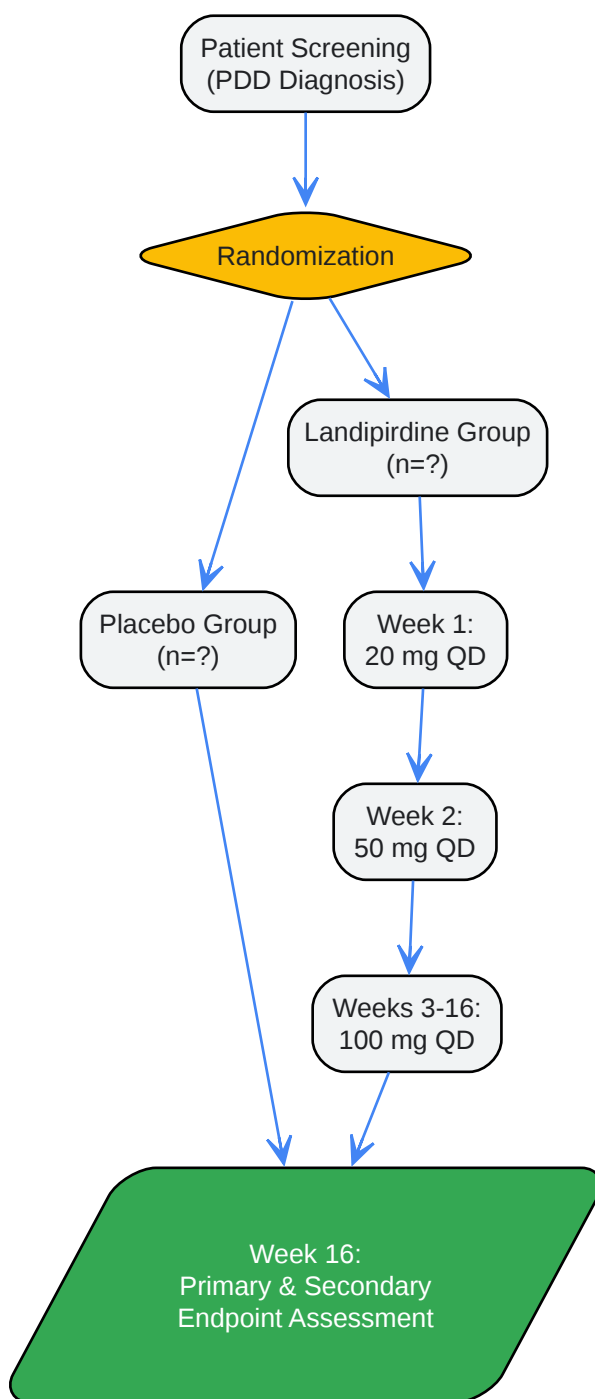 Patient Screening
(PDD Diagnosis)
Randomization
Landipirdine Group
(n=?)
Placebo Group
(n=?)
Week 1:
20 mg QD
Week 2:
50 mg QD
Weeks 3-16:
100 mg QD
Week 16:
Primary & Secondary
Endpoint Assessment